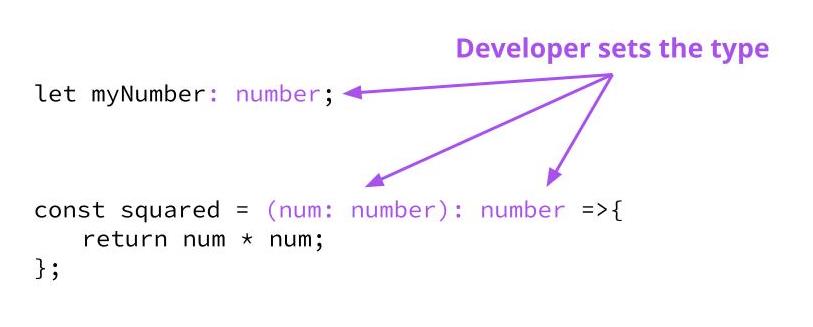 Developer sets the type
let myNumber: number;
const squared = (num: number): number =>{
return num * num;
};